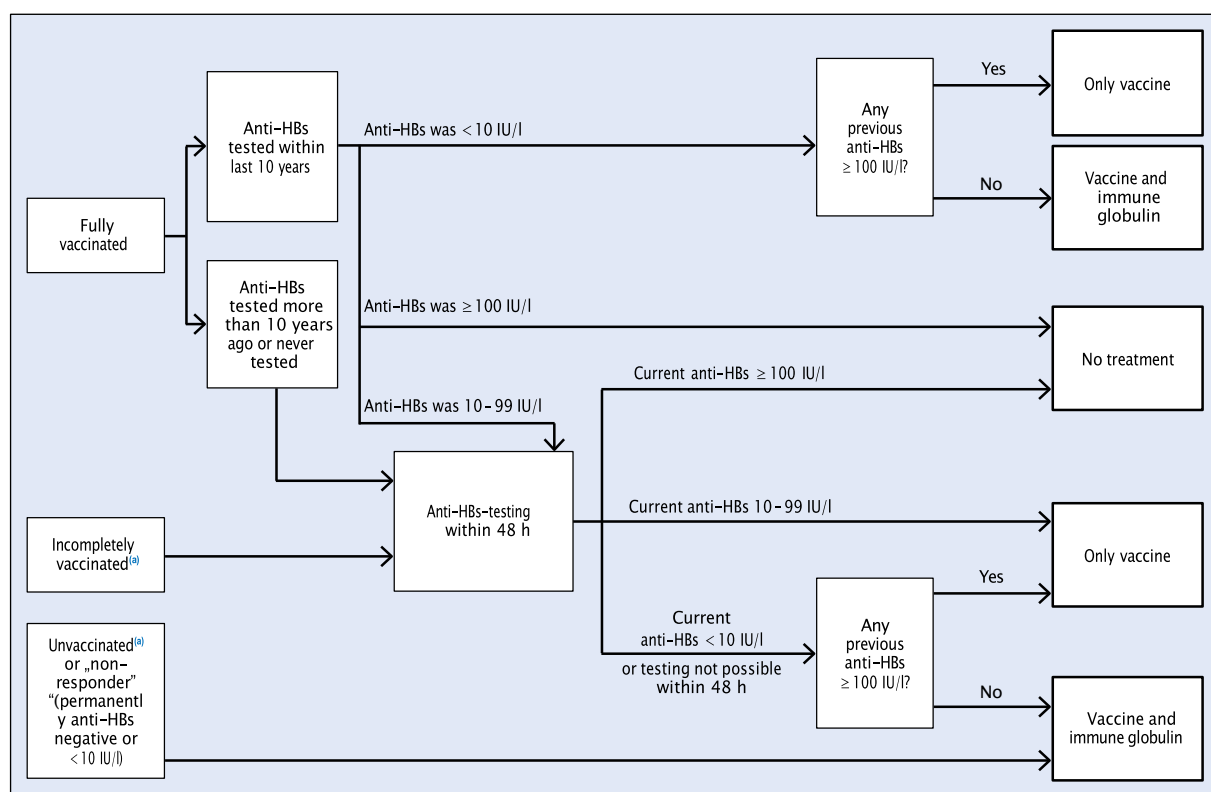 Anti-HBs
tested within
last 10 years
Anti-HBs was <10 IU/l
Any
previous
anti-HBs
≥ 100 IU/l?
Yes
Only vaccine
No
Vaccine and
immune
globulin
Fully
vaccinated
Anti-HBs
tested more
than 10 years
ago or never
tested
Anti-HBs was ≥ 100 IU/l
No treatment
Current anti-HBs ≥ 100 IU/l
Anti-HBs was 10-99 IU/l
Anti-HBs-testing
within 48 h
Current anti-HBs 10-99 IU/l
Only vaccine
Incompletely
vaccinated(a)
Yes
Current
anti-HBs <10 IU/l
or testing not possible
within 48 h
Any
previous
anti-HBs
≥ 100 IU/l?
No
Vaccine and
immune globulin
Unvaccinated(a)
or „non-
responder”
“(permanentl
y anti-HBs
negative or
<10 IU/l)